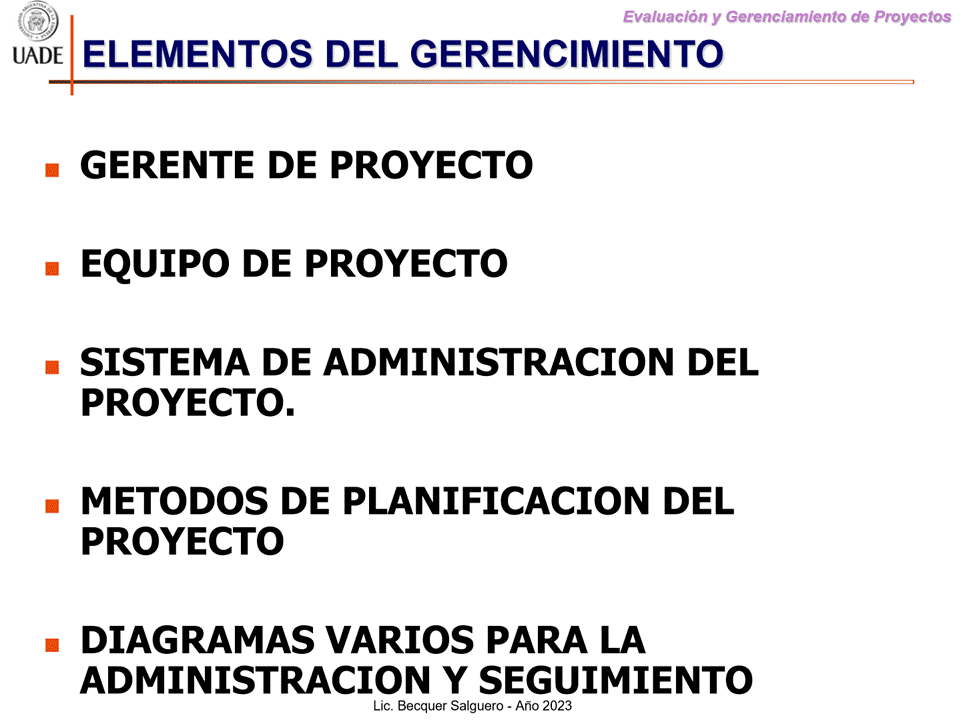 Evaluación y Gerenciamiento de Proyectos
UADE
ELEMENTOS DEL GERENCIMIENTO
GERENTE DE PROYECTO
EQUIPO DE PROYECTO
SISTEMA DE ADMINISTRACION DEL
PROYECTO.
METODOS DE PLANIFICACION DEL
PROYECTO
DIAGRAMAS VARIOS PARA LA
ADMINISTRACION Y SEGUIMIENTO
Lic. Becquer Salguero - Año 2023